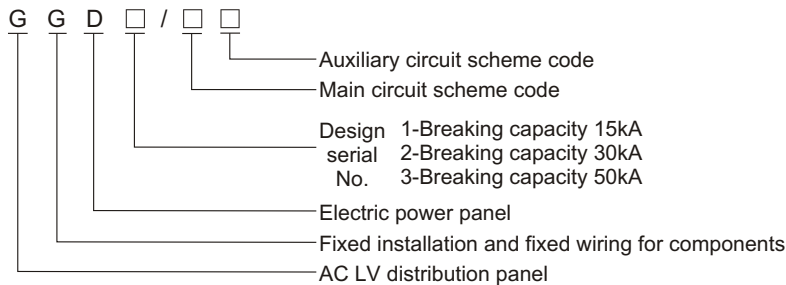 G G D □ / □ □
Auxiliary circuit scheme code
Main circuit scheme code
Design serial No.
1-Breaking capacity 15kA
2-Breaking capacity 30kA
3-Breaking capacity 50kA
Electric power panel
Fixed installation and fixed wiring for components
AC LV distribution panel